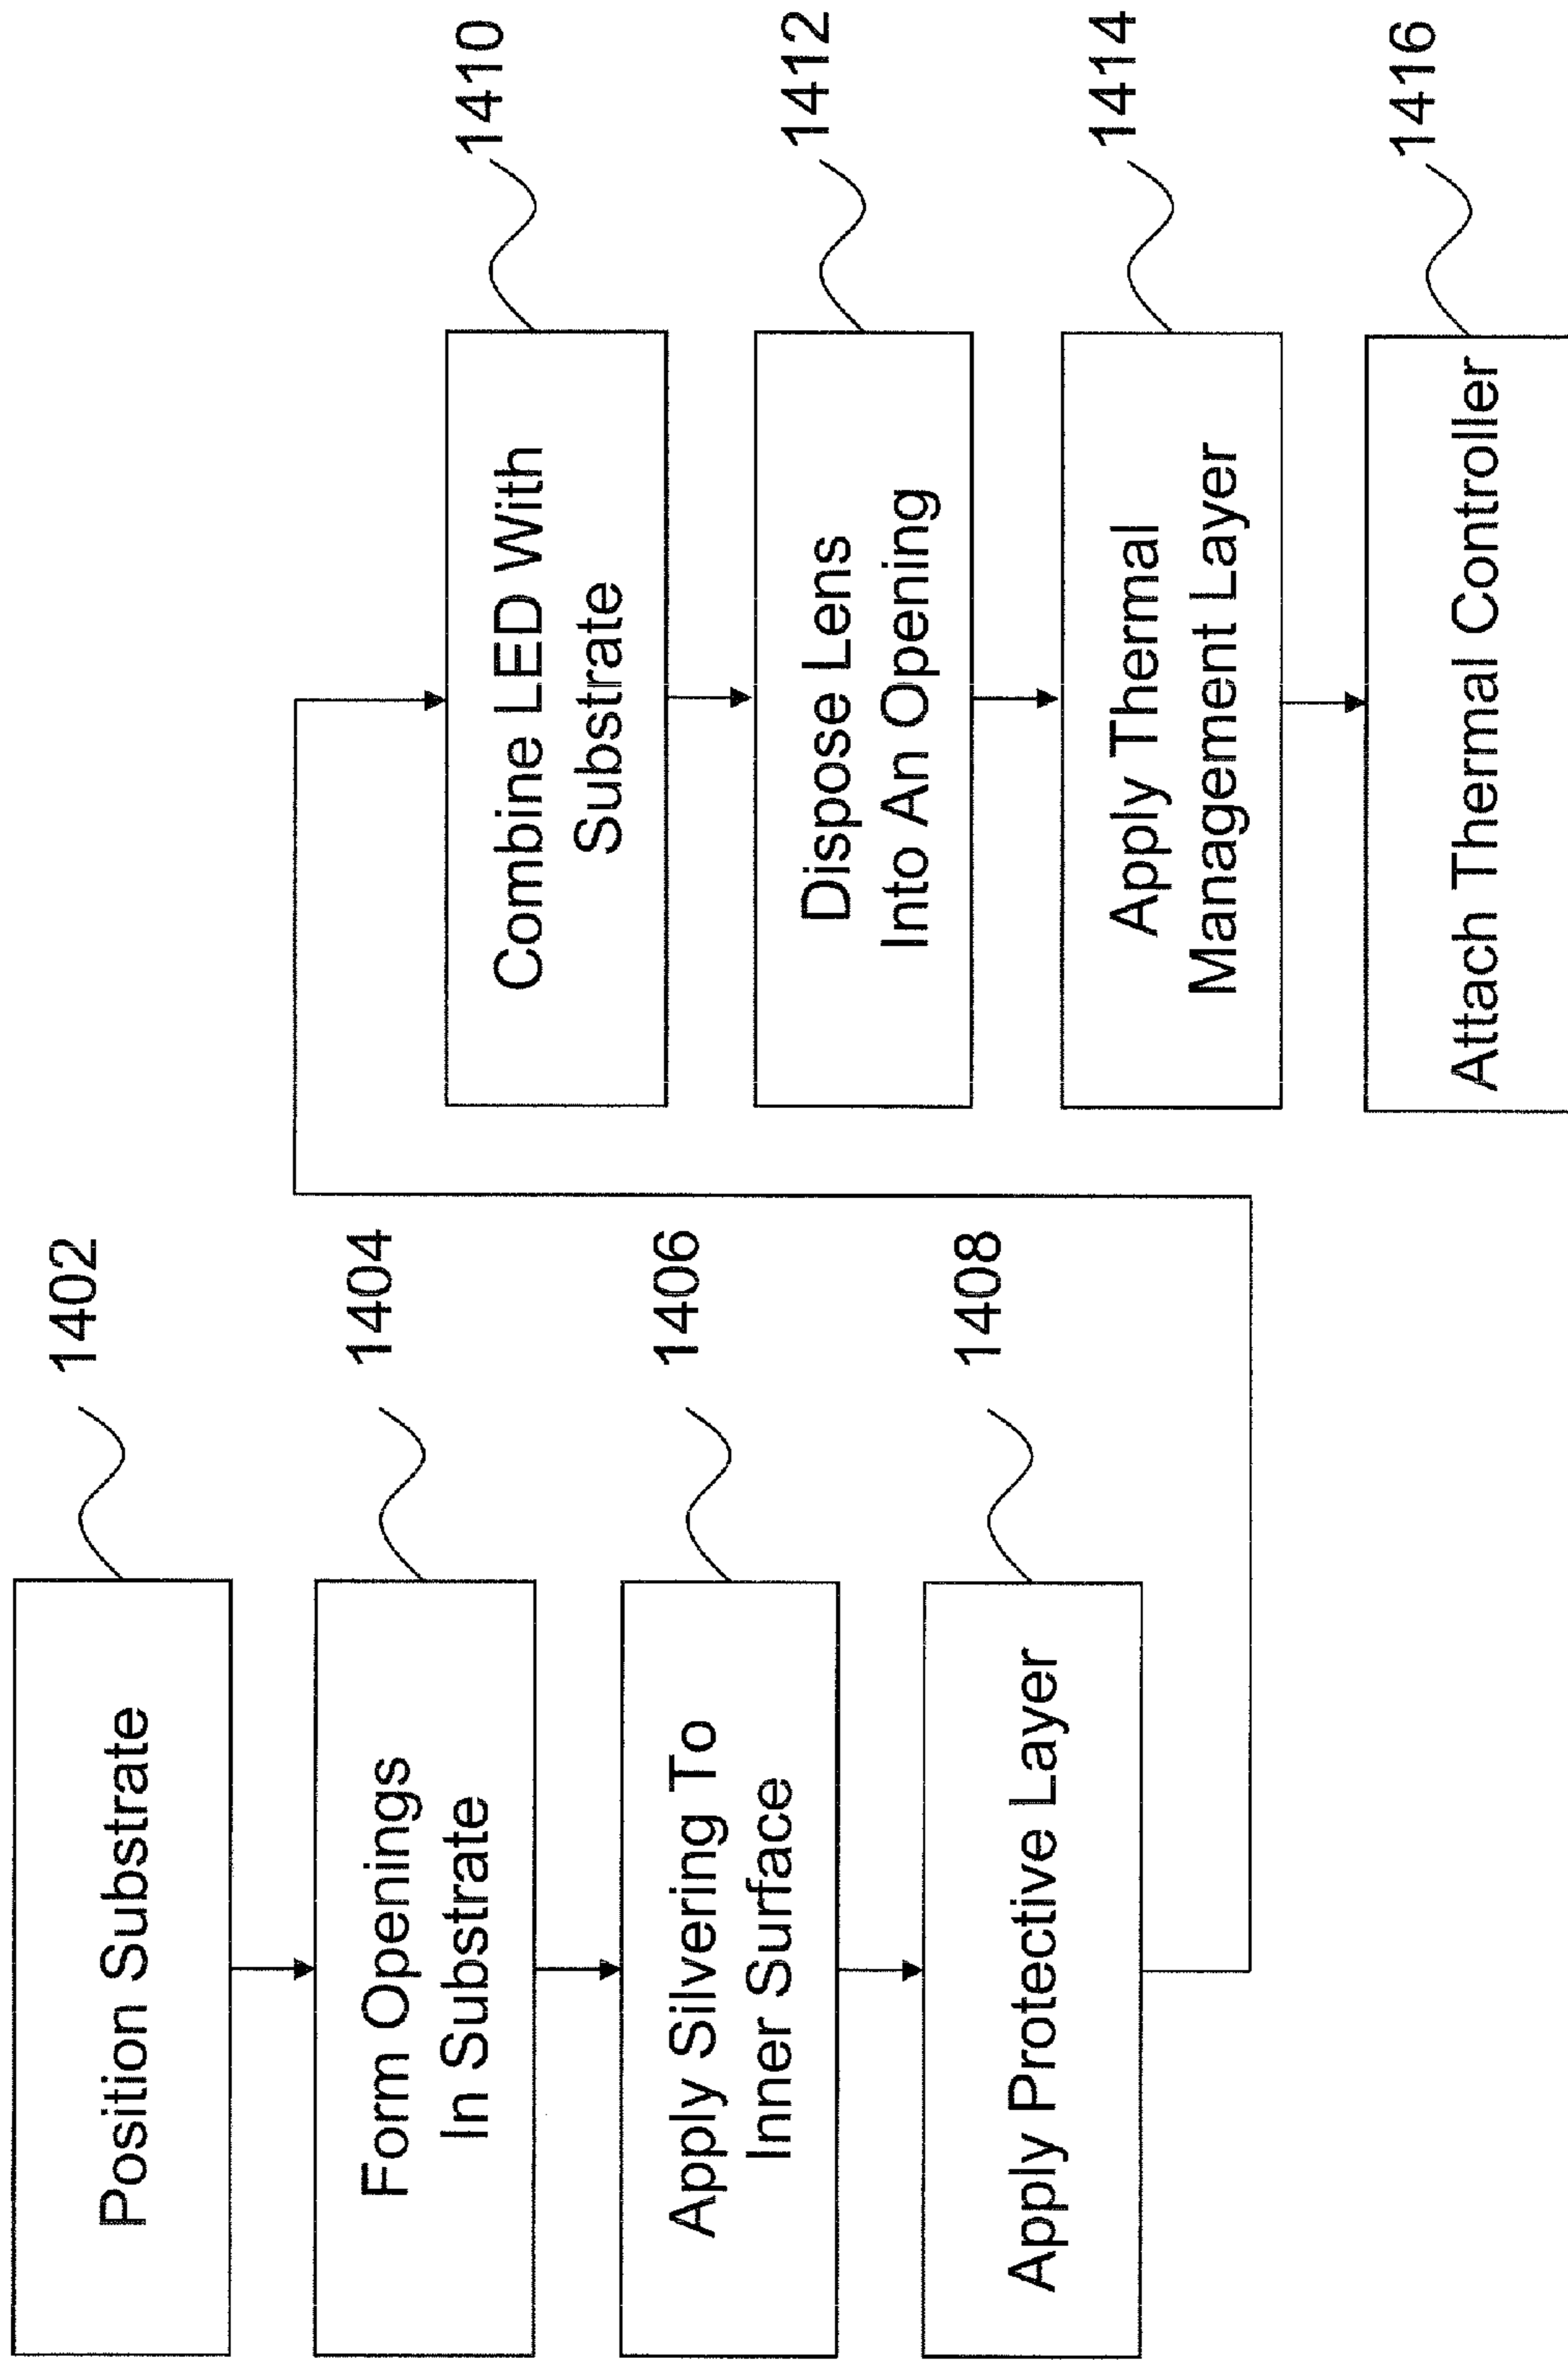 Position Substrate
1402
Form Openings
In Substrate
1404
Apply Silvering To
Inner Surface
1406
Apply Protective Layer
1408
Combine LED With
Substrate
1410
Dispose Lens
Into An Opening
1412
Apply Thermal
Management Layer
1414
Attach Thermal Controller
1416